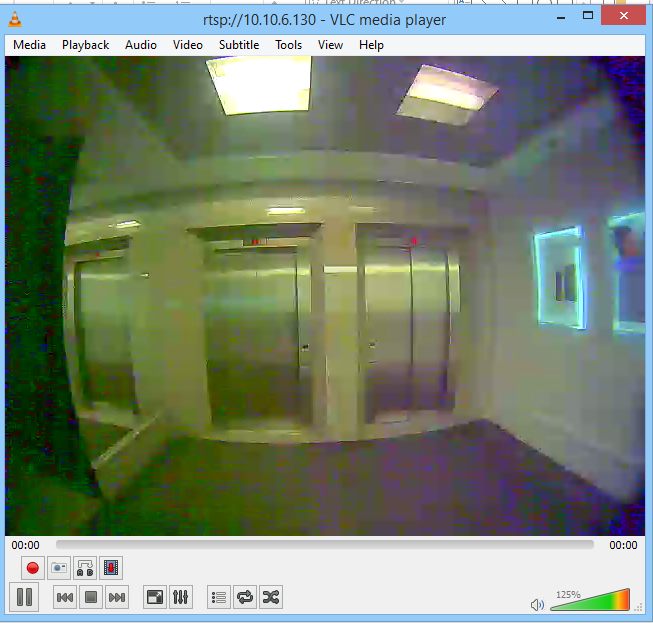 rtsp://10.10.6.130 - VLC media player
Media Playback Audio Video Subtitle Tools View Help
00:00 00:00
125%